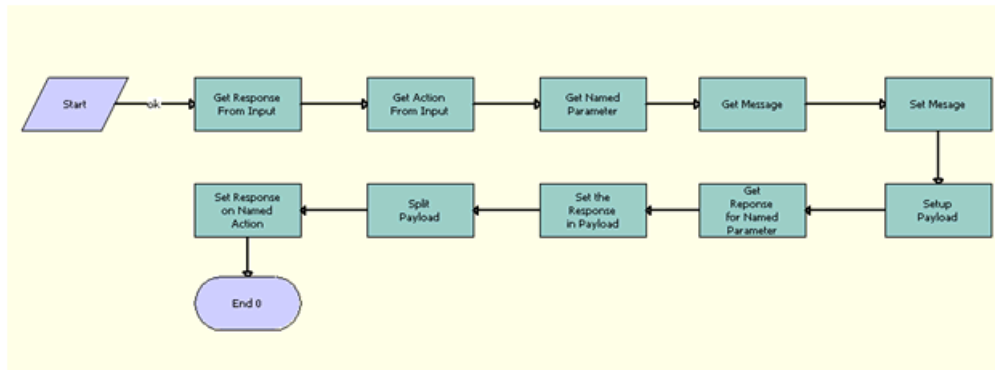 Start
ok
Get Response
From Input
Get Action
From Input
Get Named
Parameter
Get Message
Set Mesage
Setup
Payload
Get
Reponse
for Named
Parameter
Set the
Response
in Payload
Split
Payload
Set Response
on Named
Action
End 0